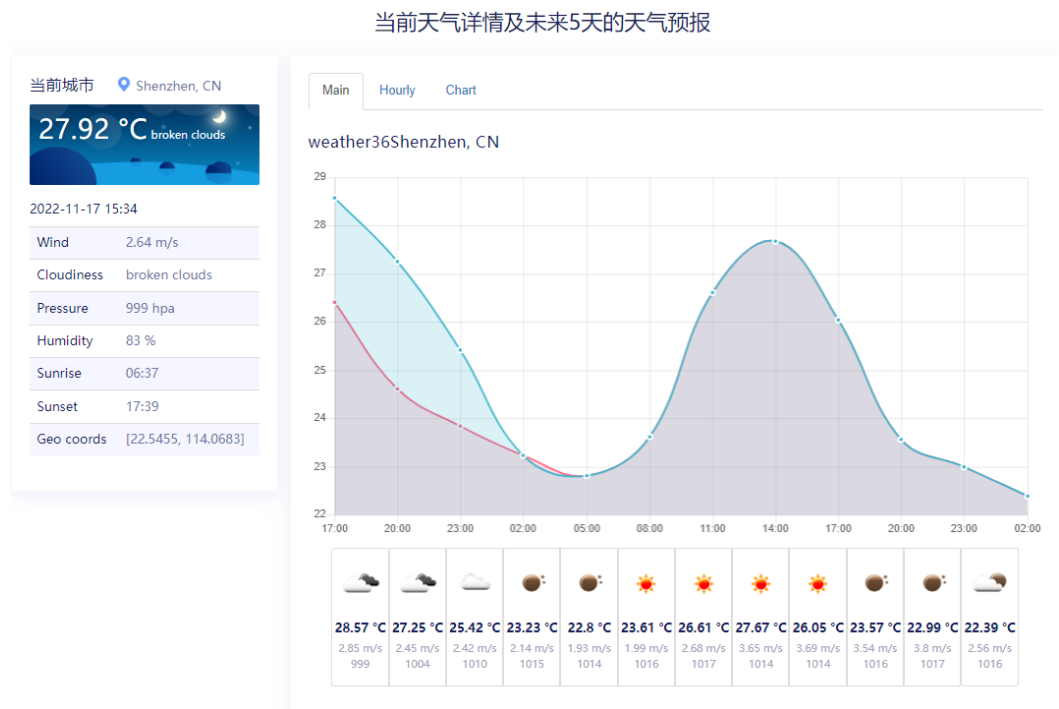 当前天气详情及未来5天的天气预报
当前城市 Shenzhen, CN
27.92 °C broken clouds
2022-11-17 15:34
Wind 2.64 m/s
Cloudiness broken clouds
Pressure 999 hpa
Humidity 83 %
Sunrise 06:37
Sunset 17:39
Geo coords [22.5455, 114.0683]
Main Hourly Chart
weather36Shenzhen, CN
29
28
27
26
25
24
23
22
17:00 20:00 23:00 02:00 05:00 08:00 11:00 14:00 17:00 20:00 23:00 02:00
28.57 °C 27.25 °C 25.42 °C 23.23 °C 22.8 °C 23.61 °C 26.61 °C 27.67 °C 26.05 °C 23.57 °C 22.99 °C 22.39 °C
2.85 m/s 2.45 m/s 2.42 m/s 2.14 m/s 1.93 m/s 1.99 m/s 2.68 m/s 3.65 m/s 3.69 m/s 3.54 m/s 3.8 m/s 2.56 m/s
999 1004 1010 1015 1014 1016 1017 1014 1014 1016 1017 1016